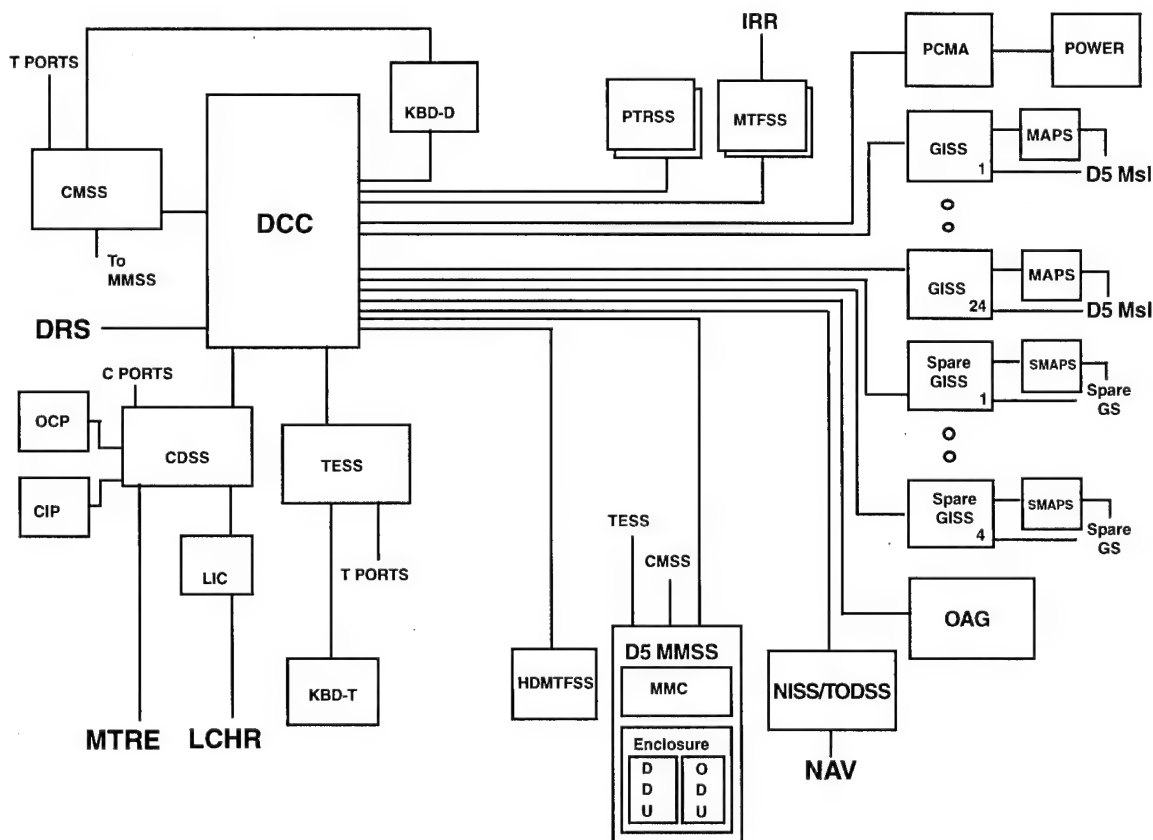 IRR
T PORTS
KBD-D
PTRSS
MTFSS
PCMA
POWER
GISS
1
MAPS
D5 Msl
CMSS
DCC
To
MMSS
GISS
24
MAPS
D5 Msl
DRS
C PORTS
OCP
CDSS
CIP
TESS
Spare
GISS
1
SMAPS
Spare
GS
Spare
GISS
4
SMAPS
Spare
GS
LIC
T PORTS
TESS
CMSS
OAG
KBD-T
HDMTFSS
D5 MMSS
MMC
Enclosure
D
D
U
O
D
U
NISS/TODSS
MTRE
LCHR
NAV